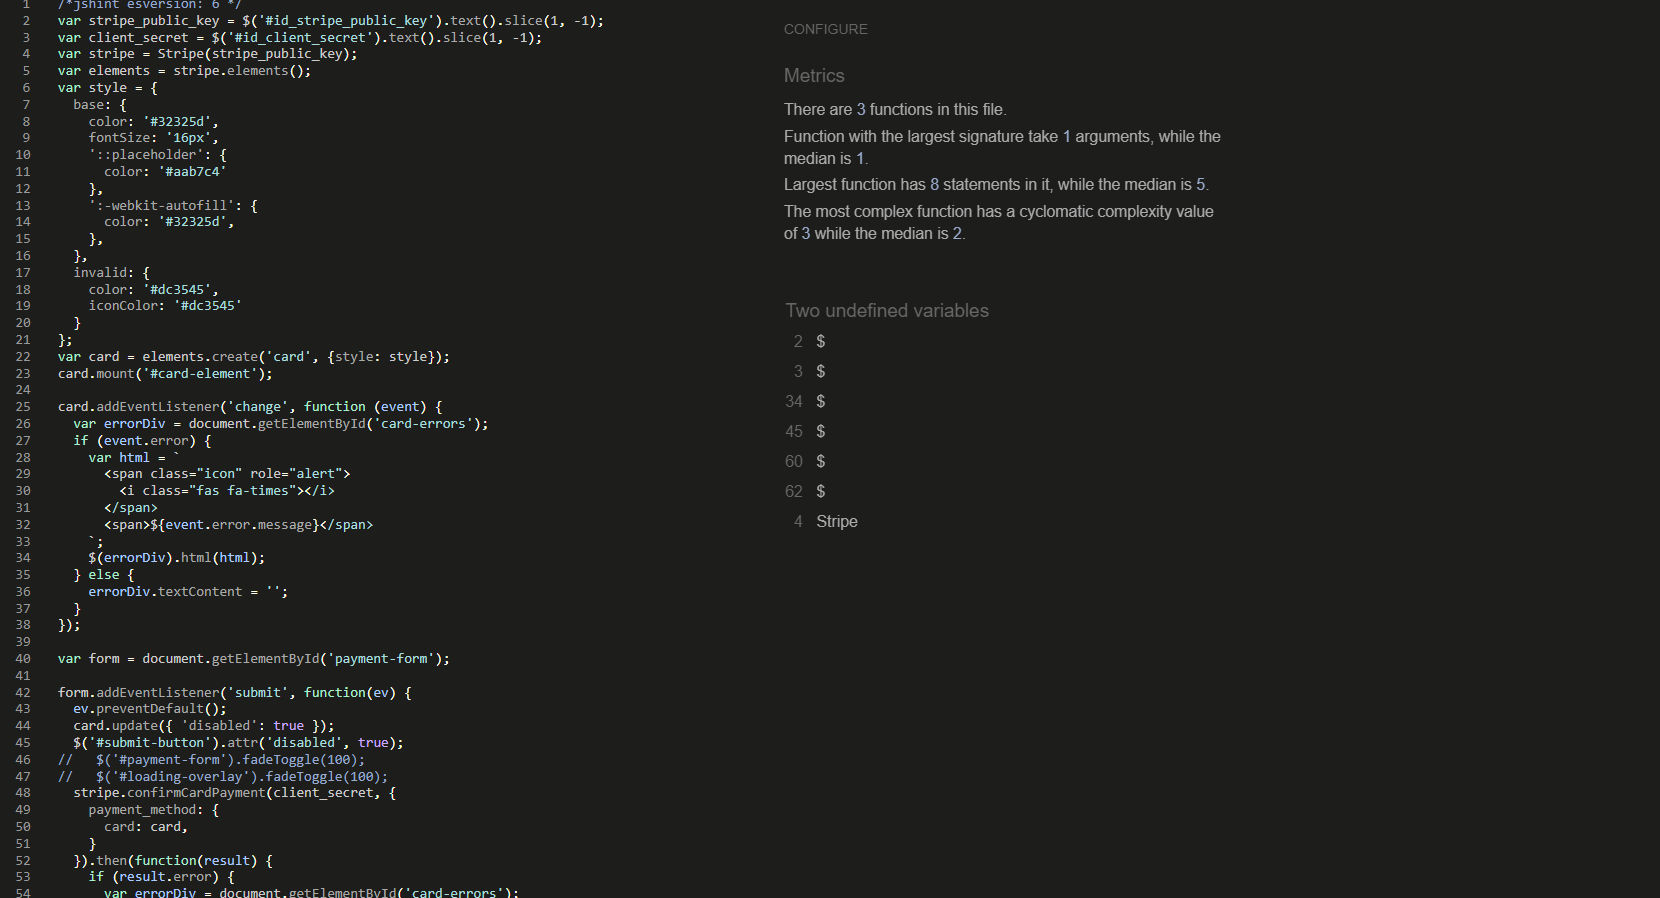 1 /*jshint esversion: 6 */
2 var stripe_public_key = $('#id_stripe_public_key').text().slice(1, -1);
3 var client_secret = $('#id_client_secret').text().slice(1, -1);
4 var stripe = Stripe(stripe_public_key);
5 var elements = stripe.elements();
6 var style = {
7 base: {
8 color: '#32325d',
9 fontSize: '16px',
10 '::placeholder': {
11 color: '#aab7c4'
12 },
13 ':-webkit-autofill': {
14 color: '#32325d',
15 },
16 },
17 invalid: {
18 color: '#dc3545',
19 iconColor: '#dc3545'
20 }
21 };
22 var card = elements.create('card', {style: style});
23 card.mount('#card-element');
24
25 card.addEventListener('change', function (event) {
26 var errorDiv = document.getElementById('card-errors');
27 if (event.error) {
28 var html = `
29 <span class="icon" role="alert">
30 <i class="fas fa-times"></i>
31 </span>
32 <span>${event.error.message}</span>
33 `;
34 $(errorDiv).html(html);
35 } else {
36 errorDiv.textContent = '';
37 }
38 });
39
40 var form = document.getElementById('payment-form');
41
42 form.addEventListener('submit', function(ev) {
43 ev.preventDefault();
44 card.update({ 'disabled': true });
45 $('#submit-button').attr('disabled', true);
46 // $('#payment-form').fadeToggle(100);
47 // $('#loading-overlay').fadeToggle(100);
48 stripe.confirmCardPayment(client_secret, {
49 payment_method: {
50 card: card,
51 }
52 }).then(function(result) {
53 if (result.error) {
54 var errorDiv = document.getElementById('card-errors');
CONFIGURE
Metrics
There are 3 functions in this file.
Function with the largest signature take 1 arguments, while the
median is 1.
Largest function has 8 statements in it, while the median is 5.
The most complex function has a cyclomatic complexity value
of 3 while the median is 2.
Two undefined variables
2 $
3 $
34 $
45 $
60 $
62 $
4 Stripe